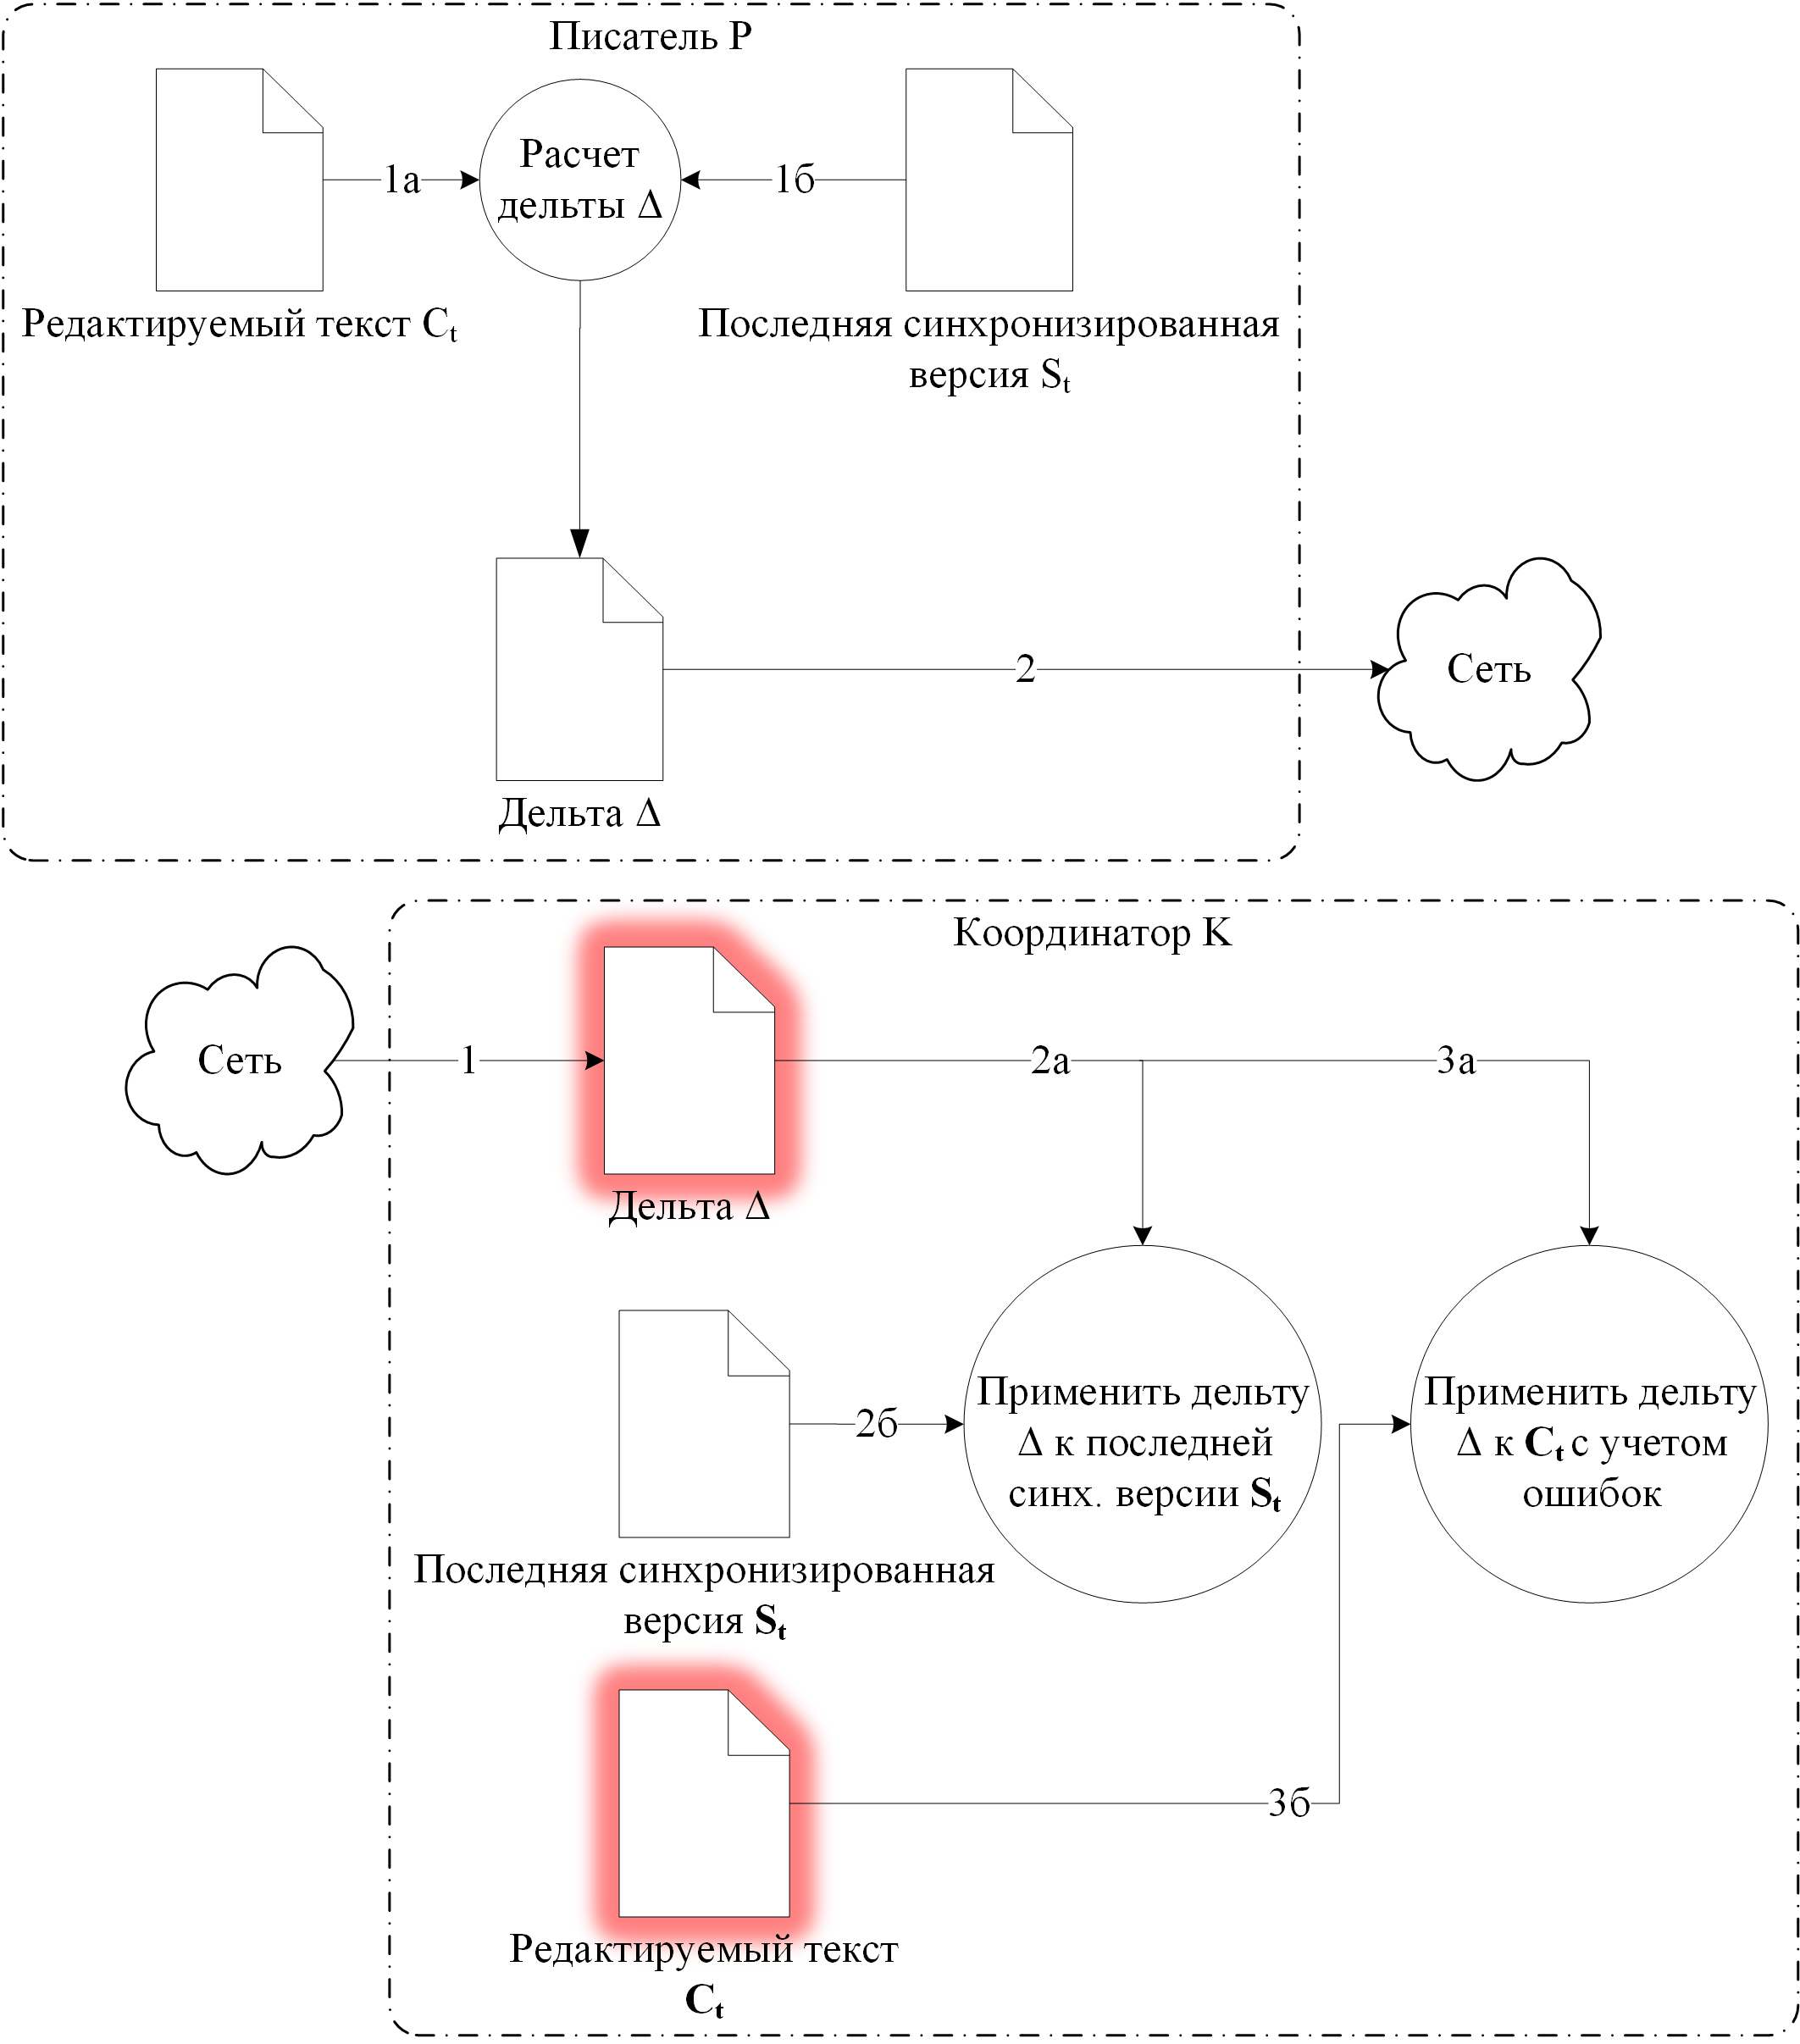 Писатель P
Расчет
дельты Δ
1а
1б
Редактируемый текст Ct
Последняя синхронизированная
версия St
2
Сеть
Дельта Δ
Координатор K
Сеть
1
2а
3а
Дельта Δ
2б
Применить дельту
Δ к последней
синх. версии St
Применить дельту
Δ к Ct с учетом
ошибок
Последняя синхронизированная
версия St
3б
Редактируемый текст
Ct